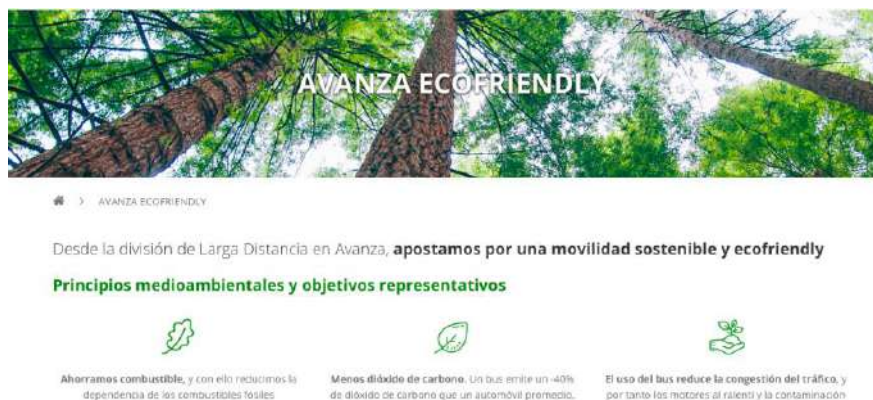 AVANZA ECOFRIENDLY
> AVANZA ECOFRIENDLY
Desde la división de Larga Distancia en Avanza, apostamos por una movilidad sostenible y ecofriendly
Principios medioambientales y objetivos representativos
Ahorramos combustible, y con ello reducimos la
dependencia de los combustibles fósiles
Menos dióxido de carbono. Un bus emite un -40%
de dióxido de carbono que un automóvil promedio,
El uso del bus reduce la congestión del tráfico, y
por tanto los motores al ralentí y la contaminación